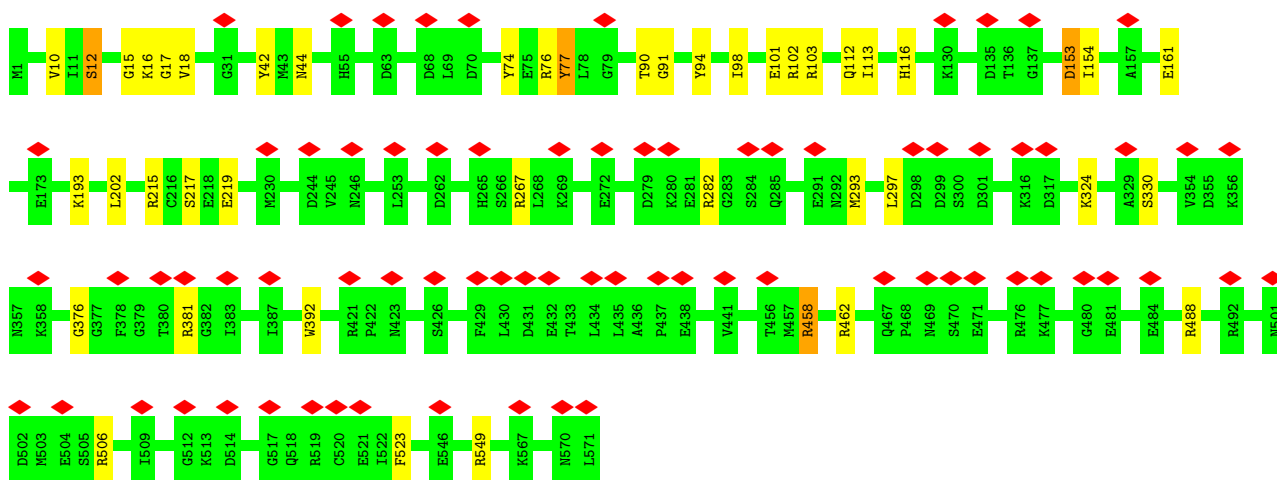 M1 V10 I11 S12 G15 K16 G17 V18 G31 Y42 M43 N44 H55 D63 D68 L69 D70 Y74 E75 R76 Y77 L78 G79 T90 G91 Y94 I98 E101 R102 R103 Q112 I113 H116 K130 D135 T136 G137 D153 I154 A157 E161
E173 K193 L202 R215 C216 S217 E218 E219 M230 D244 V245 N246 L253 D262 H265 S266 R267 L268 K269 E272 D279 K280 E281 R282 G283 S284 Q285 E291 N292 M293 L297 D298 D299 S300 D301 K316 D317 K324 A329 S330 V354 D355 K356
N357 K358 G376 G377 F378 G379 T380 R381 G382 I383 I387 W392 R421 P422 N423 S426 F429 L430 D431 E432 T433 L434 L435 A436 P437 E438 V441 T456 M457 R458 R462 Q467 P468 N469 S470 E471 R476 K477 G480 E481 E484 R488 R492 N501
D502 M503 E504 S505 R506 I509 G512 K513 D514 G517 Q518 R519 C520 E521 I522 F523 E546 R549 K567 N570 L571